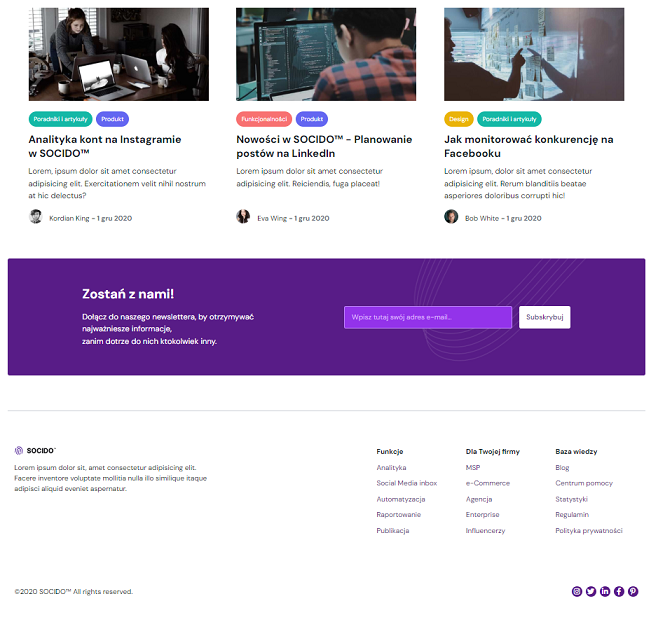 Poradniki i artykuły Produkt
Analityka kont na Instagramie
w SOCIDO™
Lorem, ipsum dolor sit amet consectetur
adipisicing elit. Exercitationem velit nihil nostrum
at hic delectus?
Kordian King - 1 gru 2020
Funkcjonalności Produkt
Nowości w SOCIDO™ - Planowanie
postów na LinkedIn
Lorem ipsum dolor sit amet consectetur
adipisicing elit. Reiciendis, fuga placeat!
Eva Wing - 1 gru 2020
Design Poradniki i artykuły
Jak monitorować konkurencję na
Facebooku
Lorem ipsum dolor sit amet consectetur
adipisicing elit. Rerum blanditiis beatae
asperiores doloribus corrupti hic!
Bob White - 1 gru 2020
Zostań z nami!
Dołącz do naszego newslettera, by otrzymywać
najważniesze informacje,
zanim dotrze do nich ktokolwiek inny.
Wpisz tutaj swój adres e-mail...
Subskrybuj
SOCIDO™
Lorem ipsum dolor sit, amet consectetur adipisicing elit.
Facere inventore voluptate mollitia nulla illo similique itaque
adipisci aliquid eveniet aspernatur.
Funkcje
Analityka
Social Media inbox
Automatyzacja
Raportowanie
Publikacja
Dla Twojej firmy
MSP
e-Commerce
Agencja
Enterprise
Influencerzy
Baza wiedzy
Blog
Centrum pomocy
Statystyki
Regulamin
Polityka prywatności
©2020 SOCIDO™ All rights reserved.